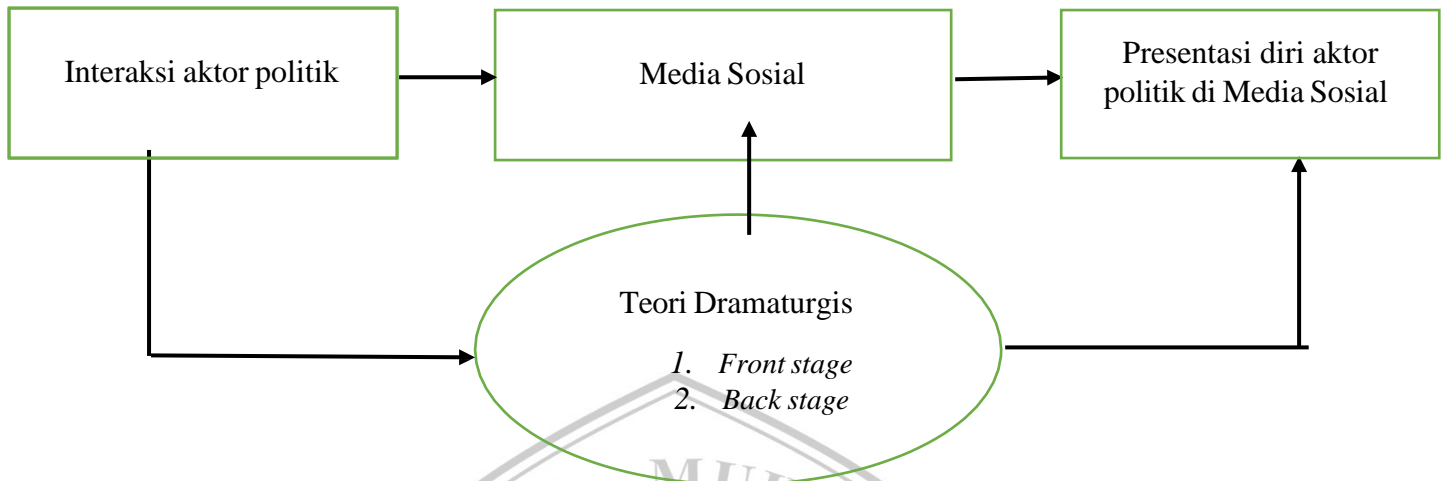 Interaksi aktor politik
Media Sosial
Presentasi diri aktor
politik di Media Sosial
Teori Dramaturgis
1. Front stage
2. Back stage